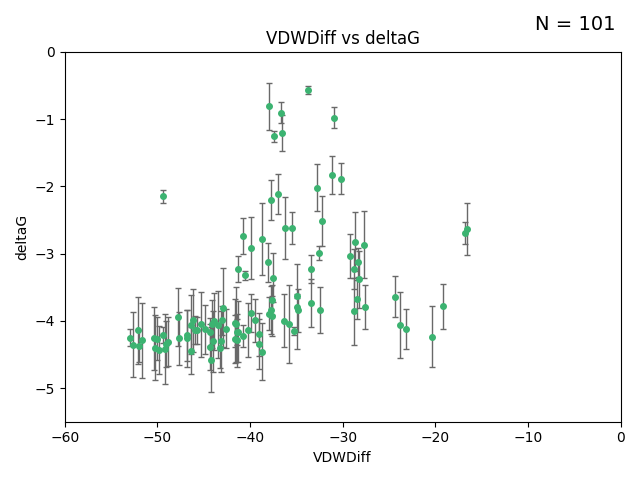 N = 101
VDWDiff vs deltaG
0
−1
−2
−3
−4
−5
deltaG
−60 −50 −40 −30 −20 −10 0
VDWDiff